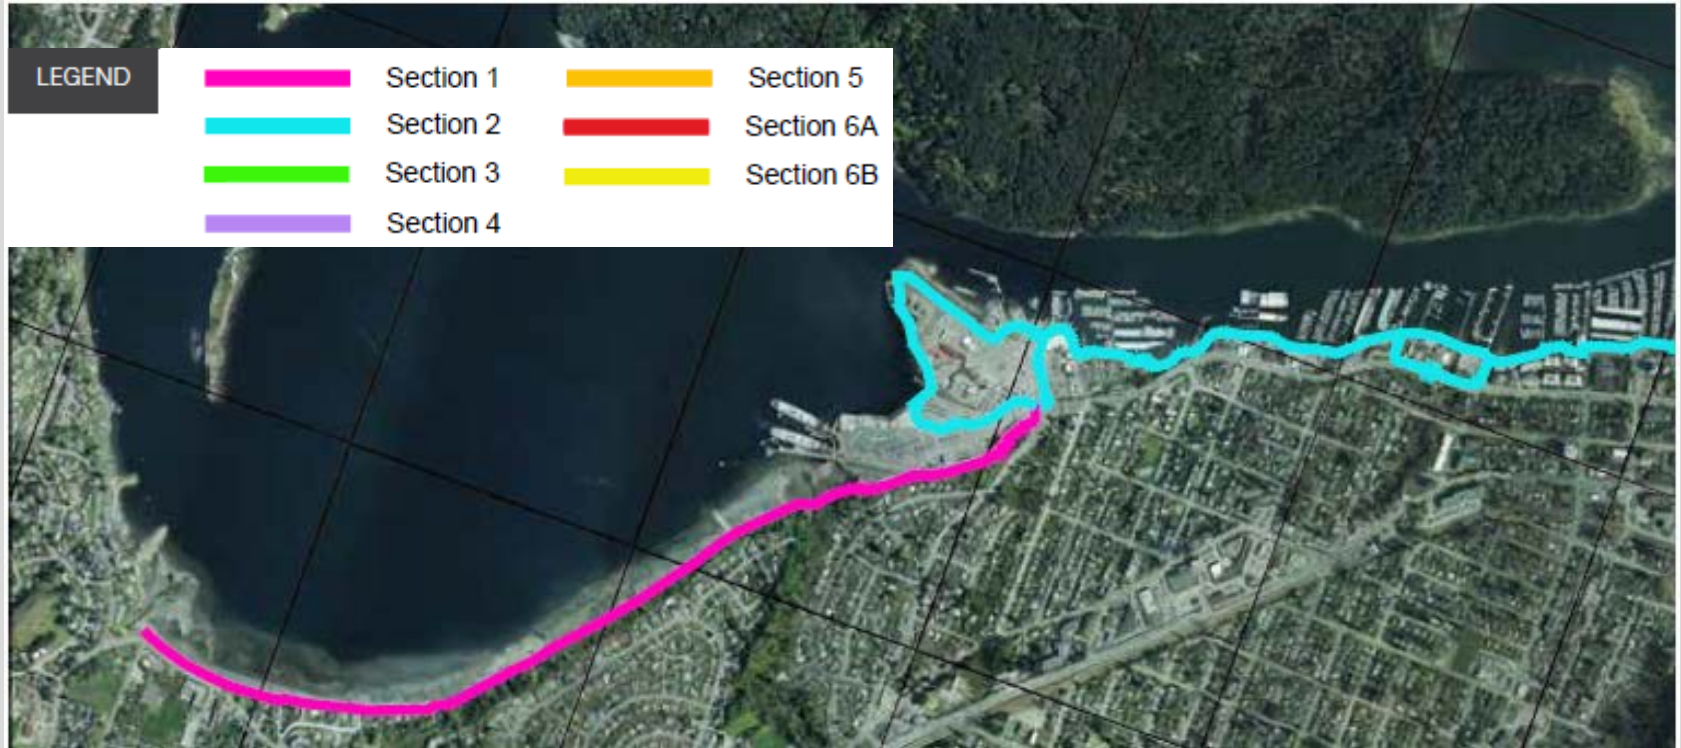 LEGEND
Section 1
Section 2
Section 3
Section 4
Section 5
Section 6A
Section 6B